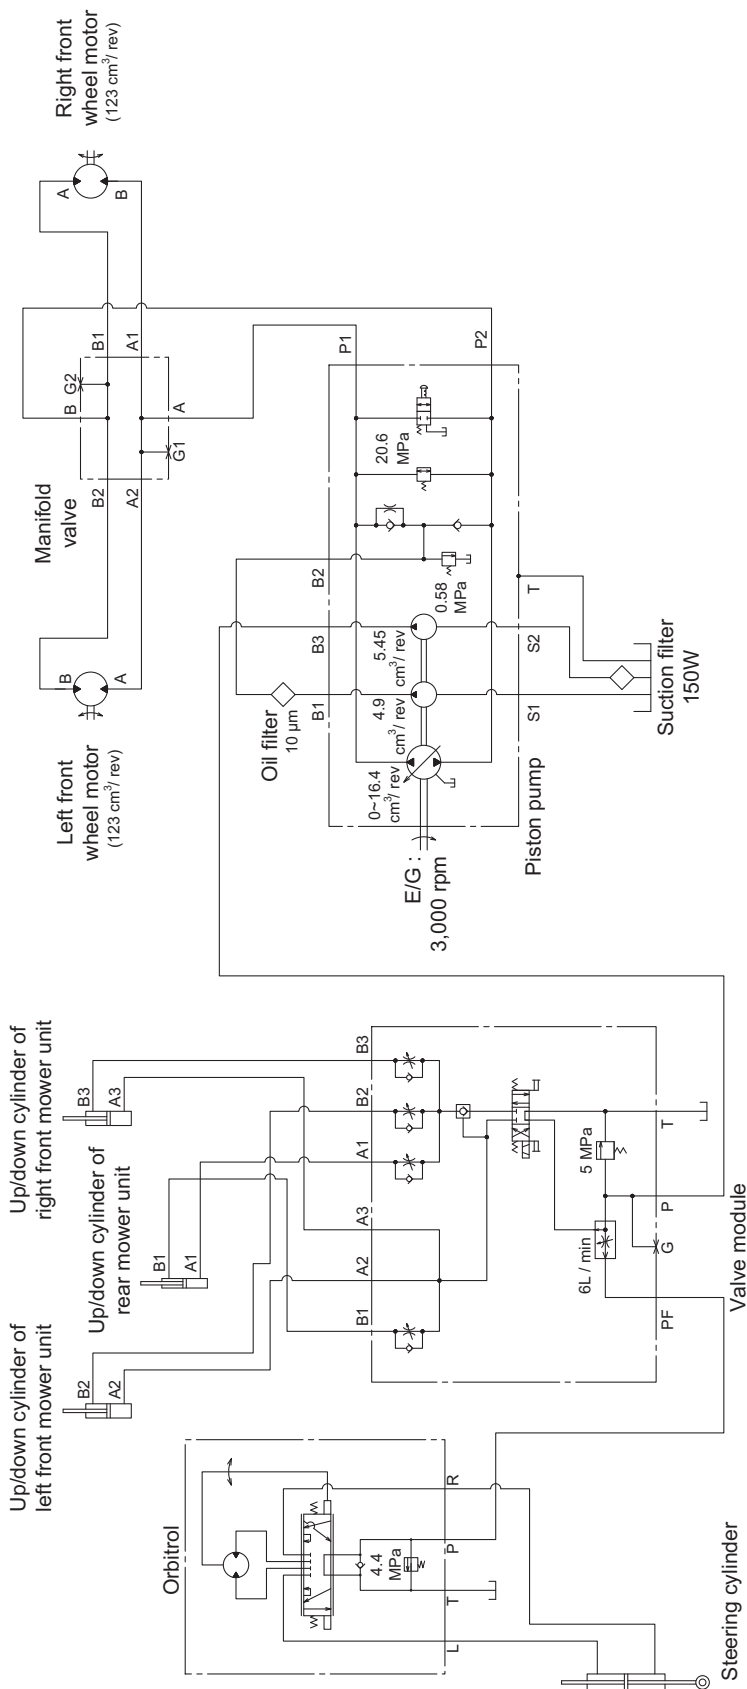 Up/down cylinder of
left front mower unit
B2
A2
Up/down cylinder of
rear mower unit
B1
A1
Up/down cylinder of
right front mower unit
B3
A3
Left front
wheel motor
(123 cm³/ rev)
B
A
Manifold
valve
B2
A2
B
G2
B1
A1
G1
A
Right front
wheel motor
(123 cm³/ rev)
A
B
Orbitrol
4.4
MPa
L
T
P
R
Steering cylinder
B1
A2
A3
A1
B2
B3
6L / min
5 MPa
PF
G
P
T
Valve module
Oil filter
10 µm
B1
B3
B2
P1
P2
E/G :
3,000 rpm
0~16.4
cm³/ rev
4.9
cm³/ rev
5.45
cm³/ rev
0.58
MPa
20.6
MPa
Piston pump
S1
S2
T
Suction filter
150W